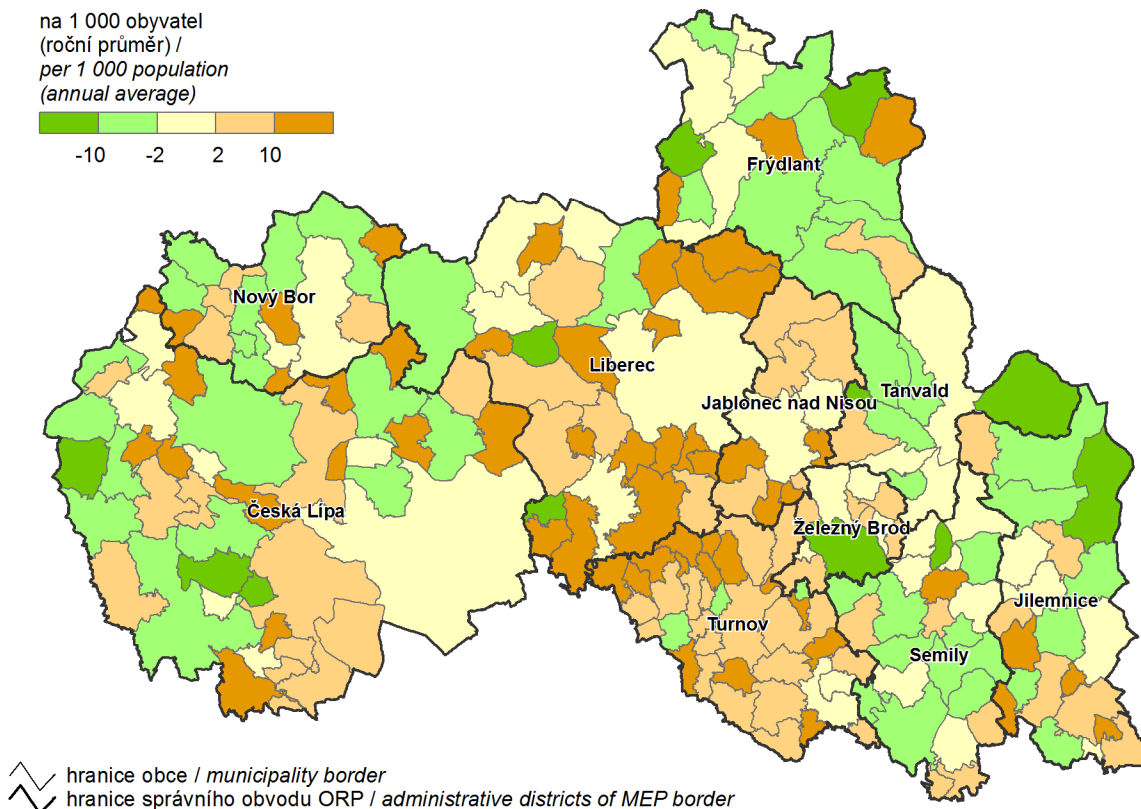 na 1 000 obyvatel
(roční průměr) /
per 1 000 population
(annual average)
-10 -2 2 10
Frýdlant
Nový Bor
Liberec
Tanvald
Jablonec nad Nisou
Česká Lípa
Železný Brod
Jilemnice
Turnov
Semily
hranice obce / municipality border
hranice správního obvodu ORP / administrative districts of MEP border